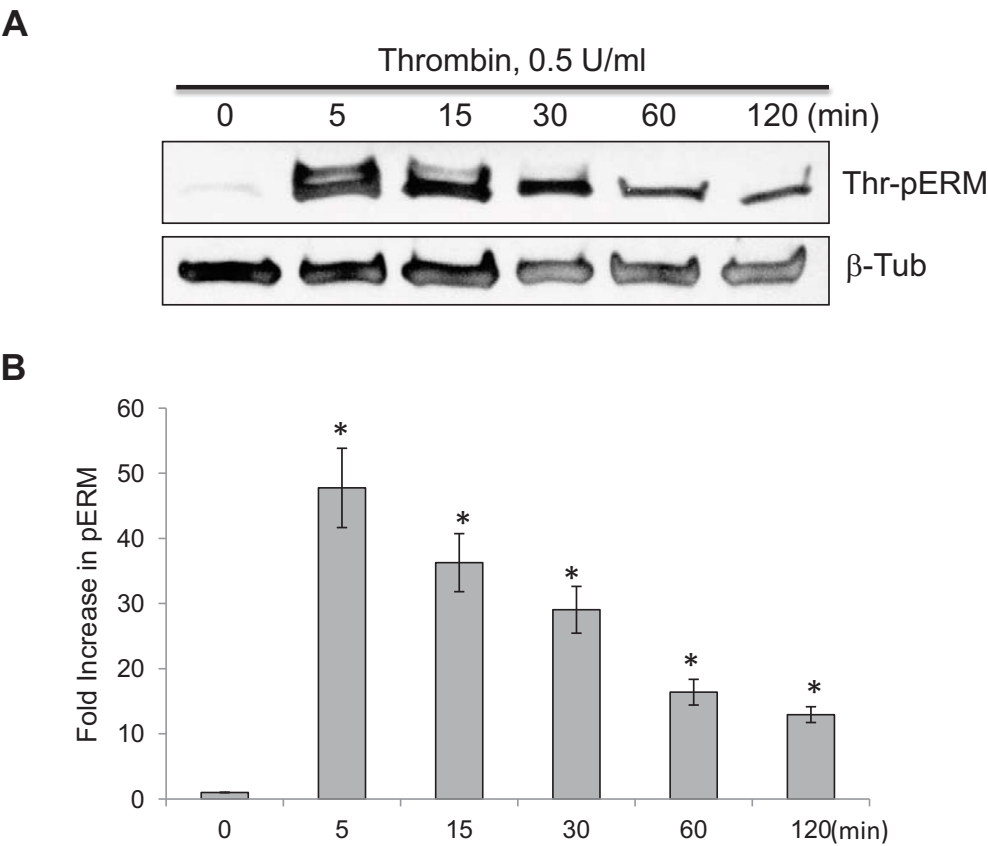 A
Thrombin, 0.5 U/ml
0 5 15 30 60 120 (min)
Thr-pERM
β-Tub
B
Fold Increase in pERM
60
50
40
30
20
10
0
*
*
*
*
*
0 5 15 30 60 120(min)